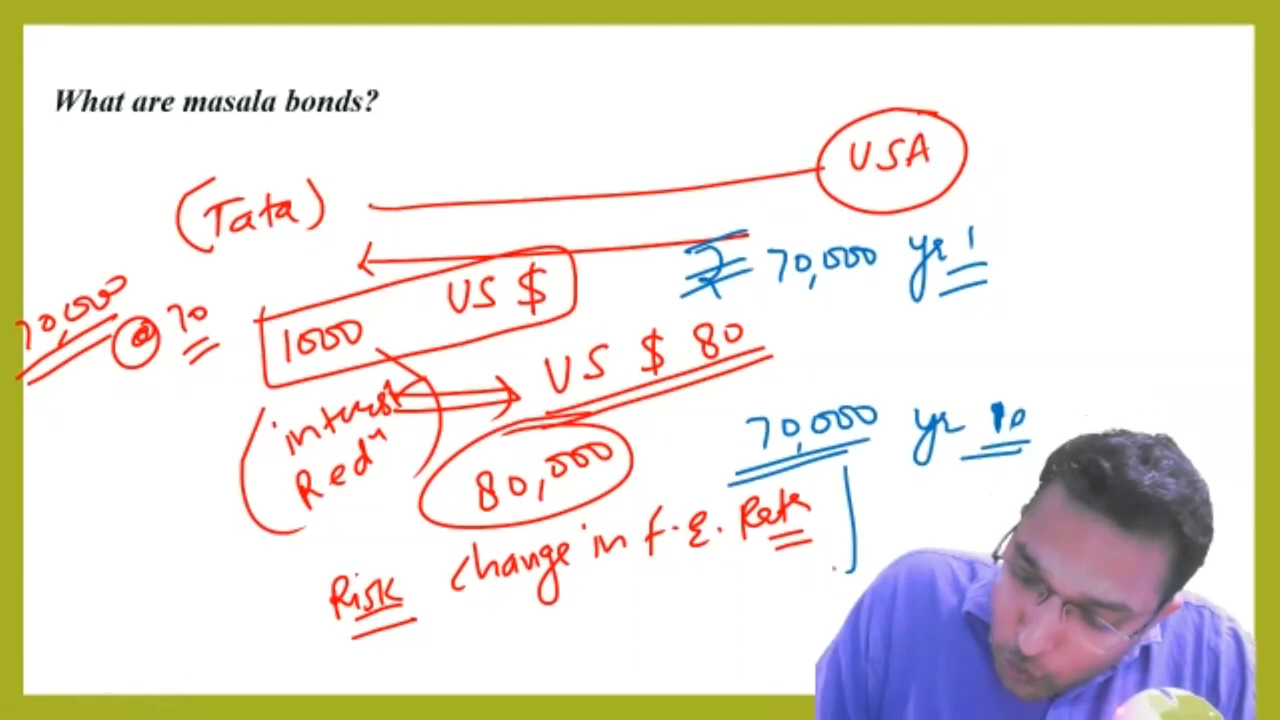 What are masala bonds?
USA
(Tata)
₹ 70,000 yr 1
US $
1000
70,000 @ 70
US $ 80
(interest
Redⁿ)
80,000
70,000 yr 10
Risk change in f.E. Rate